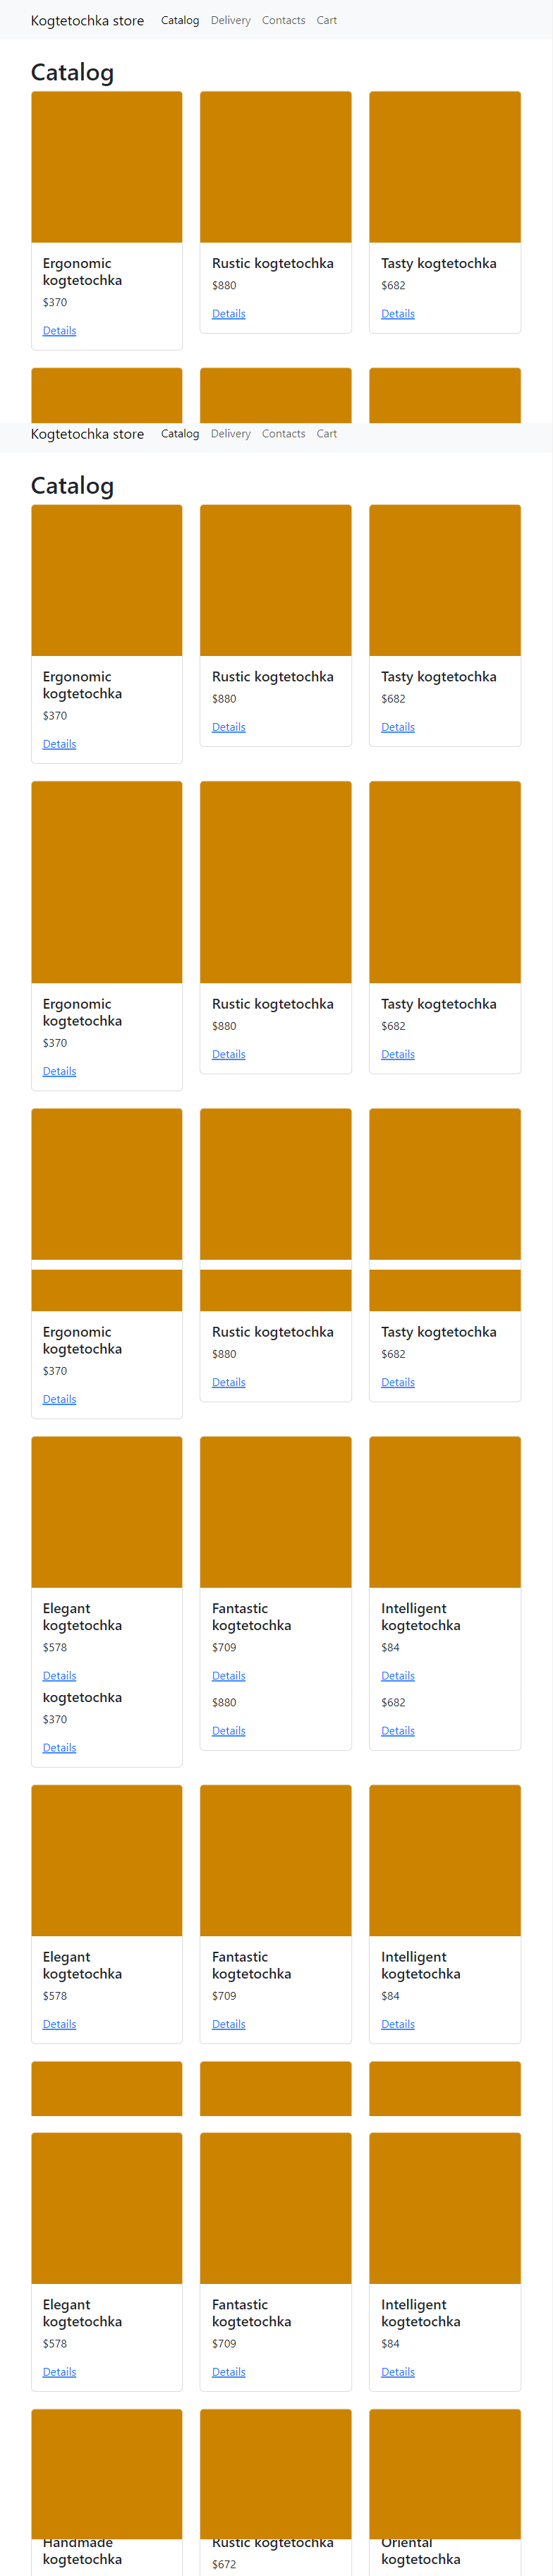 Kogtetochka store Catalog Delivery Contacts Cart
Catalog
Ergonomic kogtetochka
$370
Details
Rustic kogtetochka
$880
Details
Tasty kogtetochka
$682
Details
Kogtetochka store Catalog Delivery Contacts Cart
Catalog
Ergonomic
kogtetochka
$370
Details
Rustic kogtetochka
$880
Details
Tasty kogtetochka
$682
Details
Ergonomic
kogtetochka
$370
Details
Rustic kogtetochka
$880
Details
Tasty kogtetochka
$682
Details
Ergonomic
kogtetochka
$370
Details
Rustic kogtetochka
$880
Details
Tasty kogtetochka
$682
Details
Elegant
kogtetochka
$578
Details
Fantastic
kogtetochka
$709
Details
Intelligent
kogtetochka
$84
Details
kogtetochka
$370
Details
$880
Details
$682
Details
Elegant
kogtetochka
$578
Details
Fantastic
kogtetochka
$709
Details
Intelligent
kogtetochka
$84
Details
Elegant
kogtetochka
$578
Details
Fantastic
kogtetochka
$709
Details
Intelligent
kogtetochka
$84
Details
Handmade
kogtetochka
Rustic kogtetochka
$672
Oriental
kogtetochka